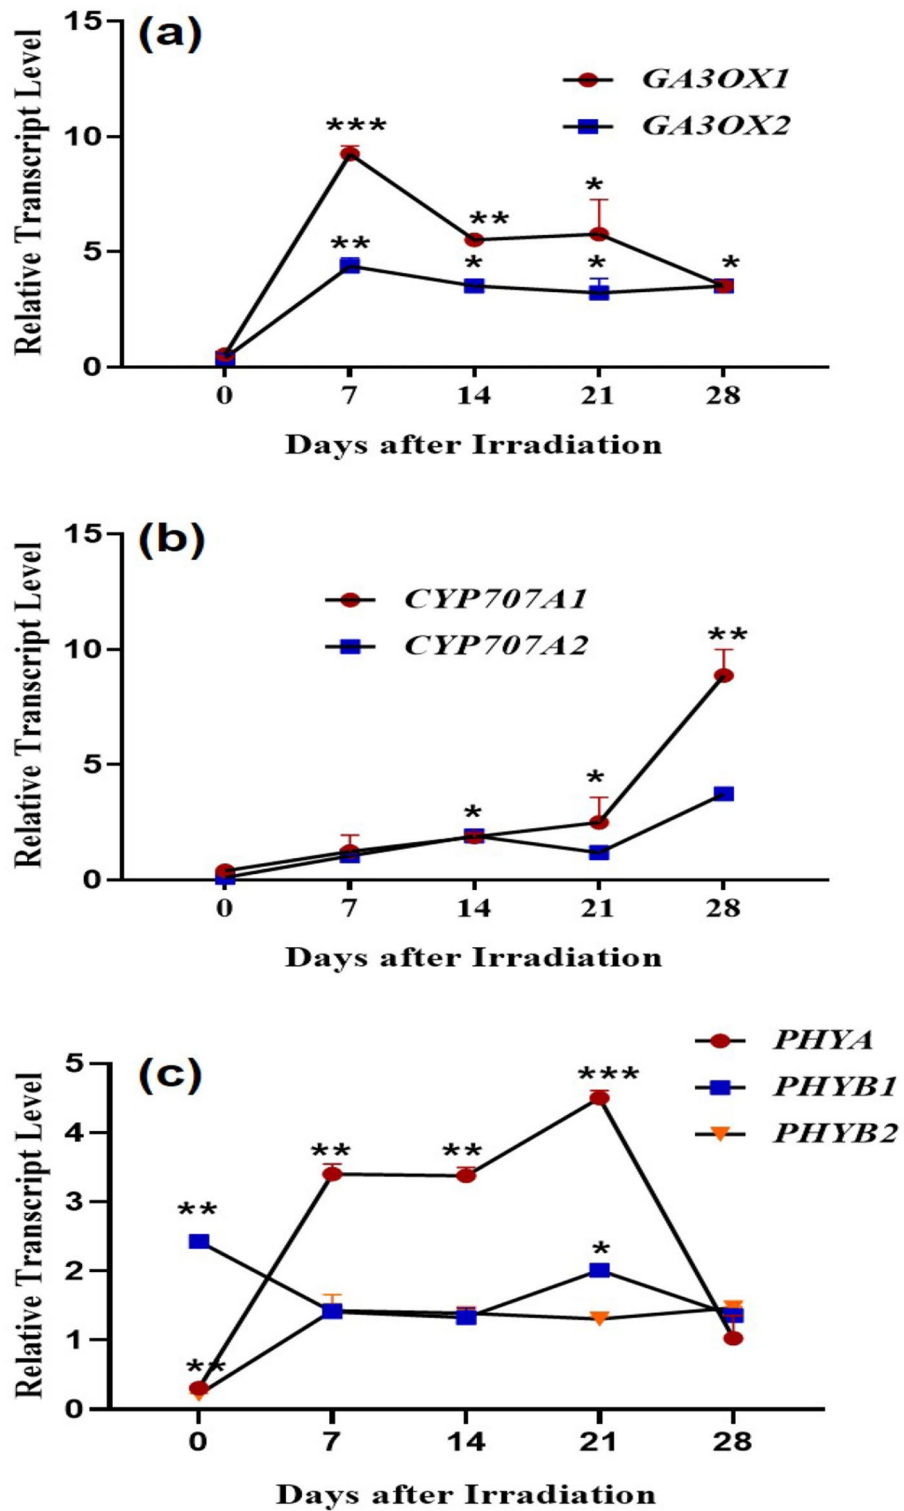 (a)
Relative Transcript Level
15
10
5
0
GA3OX1
GA3OX2
***
**
**
*
*
*
*
0 7 14 21 28
Days after Irradiation
(b)
Relative Transcript Level
15
10
5
0
CYP707A1
CYP707A2
*
*
**
0 7 14 21 28
Days after Irradiation
(c)
Relative Transcript Level
5
4
3
2
1
0
PHYA
PHYB1
PHYB2
***
** **
**
*
**
0 7 14 21 28
Days after Irradiation